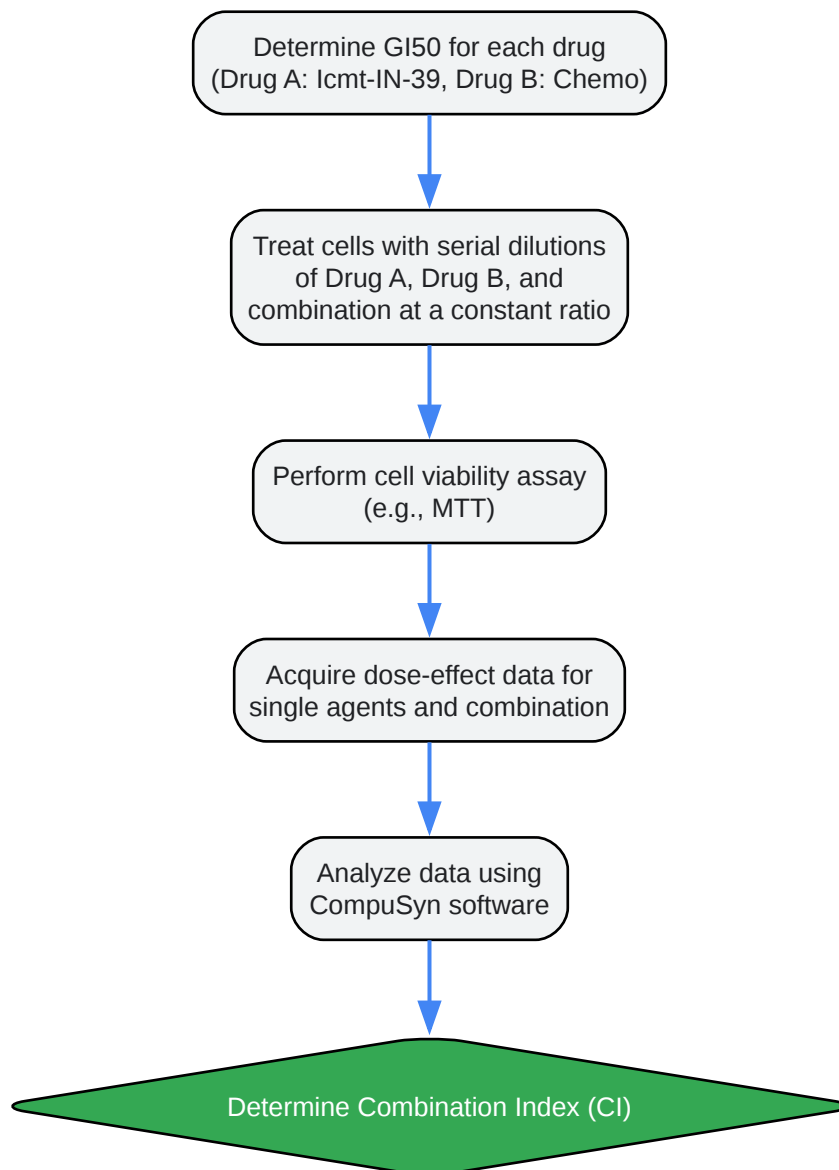 Determine GI50 for each drug
(Drug A: Icmt-IN-39, Drug B: Chemo)
Treat cells with serial dilutions
of Drug A, Drug B, and
combination at a constant ratio
Perform cell viability assay
(e.g., MTT)
Acquire dose-effect data for
single agents and combination
Analyze data using
CompuSyn software
Determine Combination Index (CI)